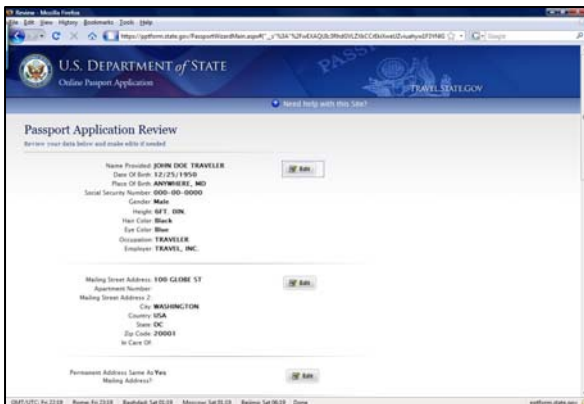 Review - Mozilla Firefox
File Edit View History Bookmarks Tools Help
Google
U.S. DEPARTMENT of STATE
Online Passport Application
PASS
TRAVEL.STATE.GOV
Need help with this Site?
Passport Application Review
Review your data below and make edits if needed
Name Provided: JOHN DOE TRAVELER
Edit
Date Of Birth: 12/25/1950
Place Of Birth: ANYWHERE, MD
Social Security Number: 000-00-0000
Gender: Male
Height: 6FT. 0IN.
Hair Color: Black
Eye Color: Blue
Occupation: TRAVELER
Employer: TRAVEL, INC.
Mailing Street Address: 100 GLOBE ST
Edit
Apartment Number:
Mailing Street Address 2:
City: WASHINGTON
Country: USA
State: DC
Zip Code: 20001
In Care Of:
Permanent Address Same As Yes
Mailing Address?
Edit
Done